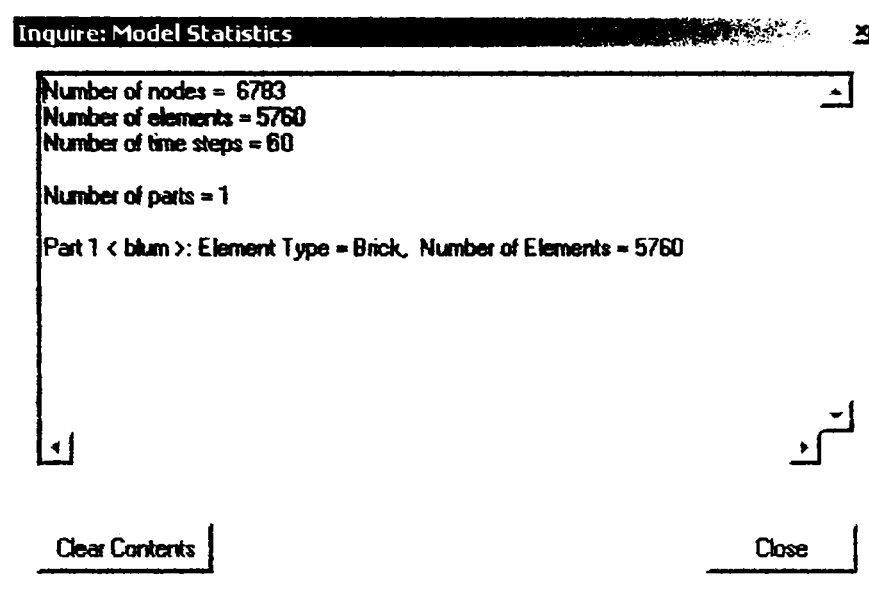 Inquire: Model Statistics
Number of nodes = 6783
Number of elements = 5760
Number of time steps = 60
Number of parts = 1
Part 1 < blum >: Element Type = Brick, Number of Elements = 5760
Clear Contents
Close